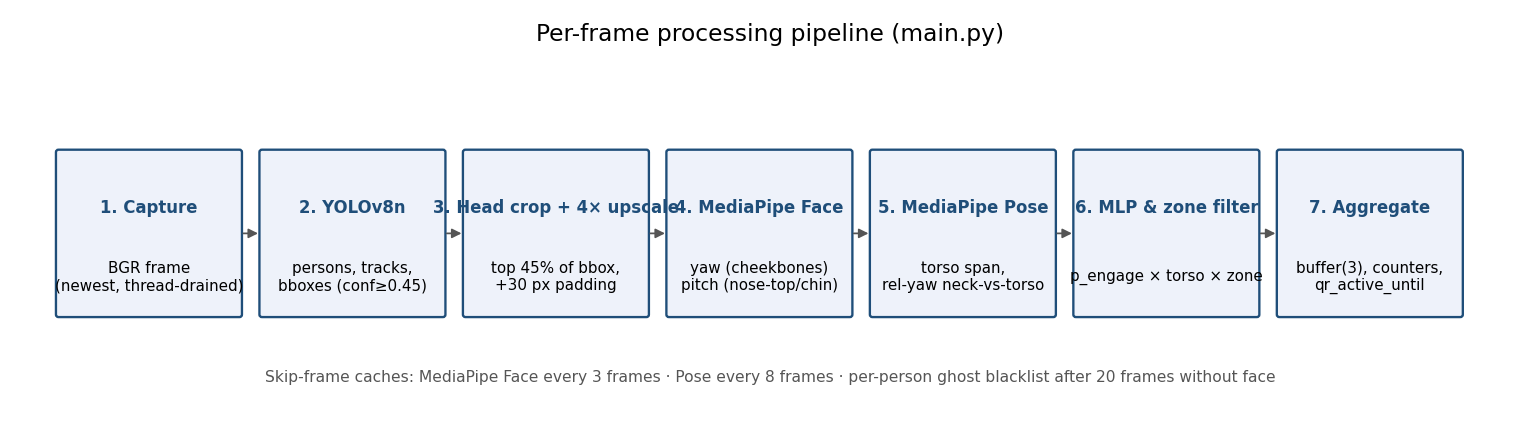 Per-frame processing pipeline (main.py)
1. Capture
BGR frame
(newest, thread-drained)
2. YOLOv8n
persons, tracks,
bboxes (conf≥0.45)
3. Head crop + 4× upscale
top 45% of bbox,
+30 px padding
4. MediaPipe Face
yaw (cheekbones)
pitch (nose-top/chin)
5. MediaPipe Pose
torso span,
rel-yaw neck-vs-torso
6. MLP & zone filter
p_engage × torso × zone
7. Aggregate
buffer(3), counters,
qr_active_until
Skip-frame caches: MediaPipe Face every 3 frames · Pose every 8 frames · per-person ghost blacklist after 20 frames without face